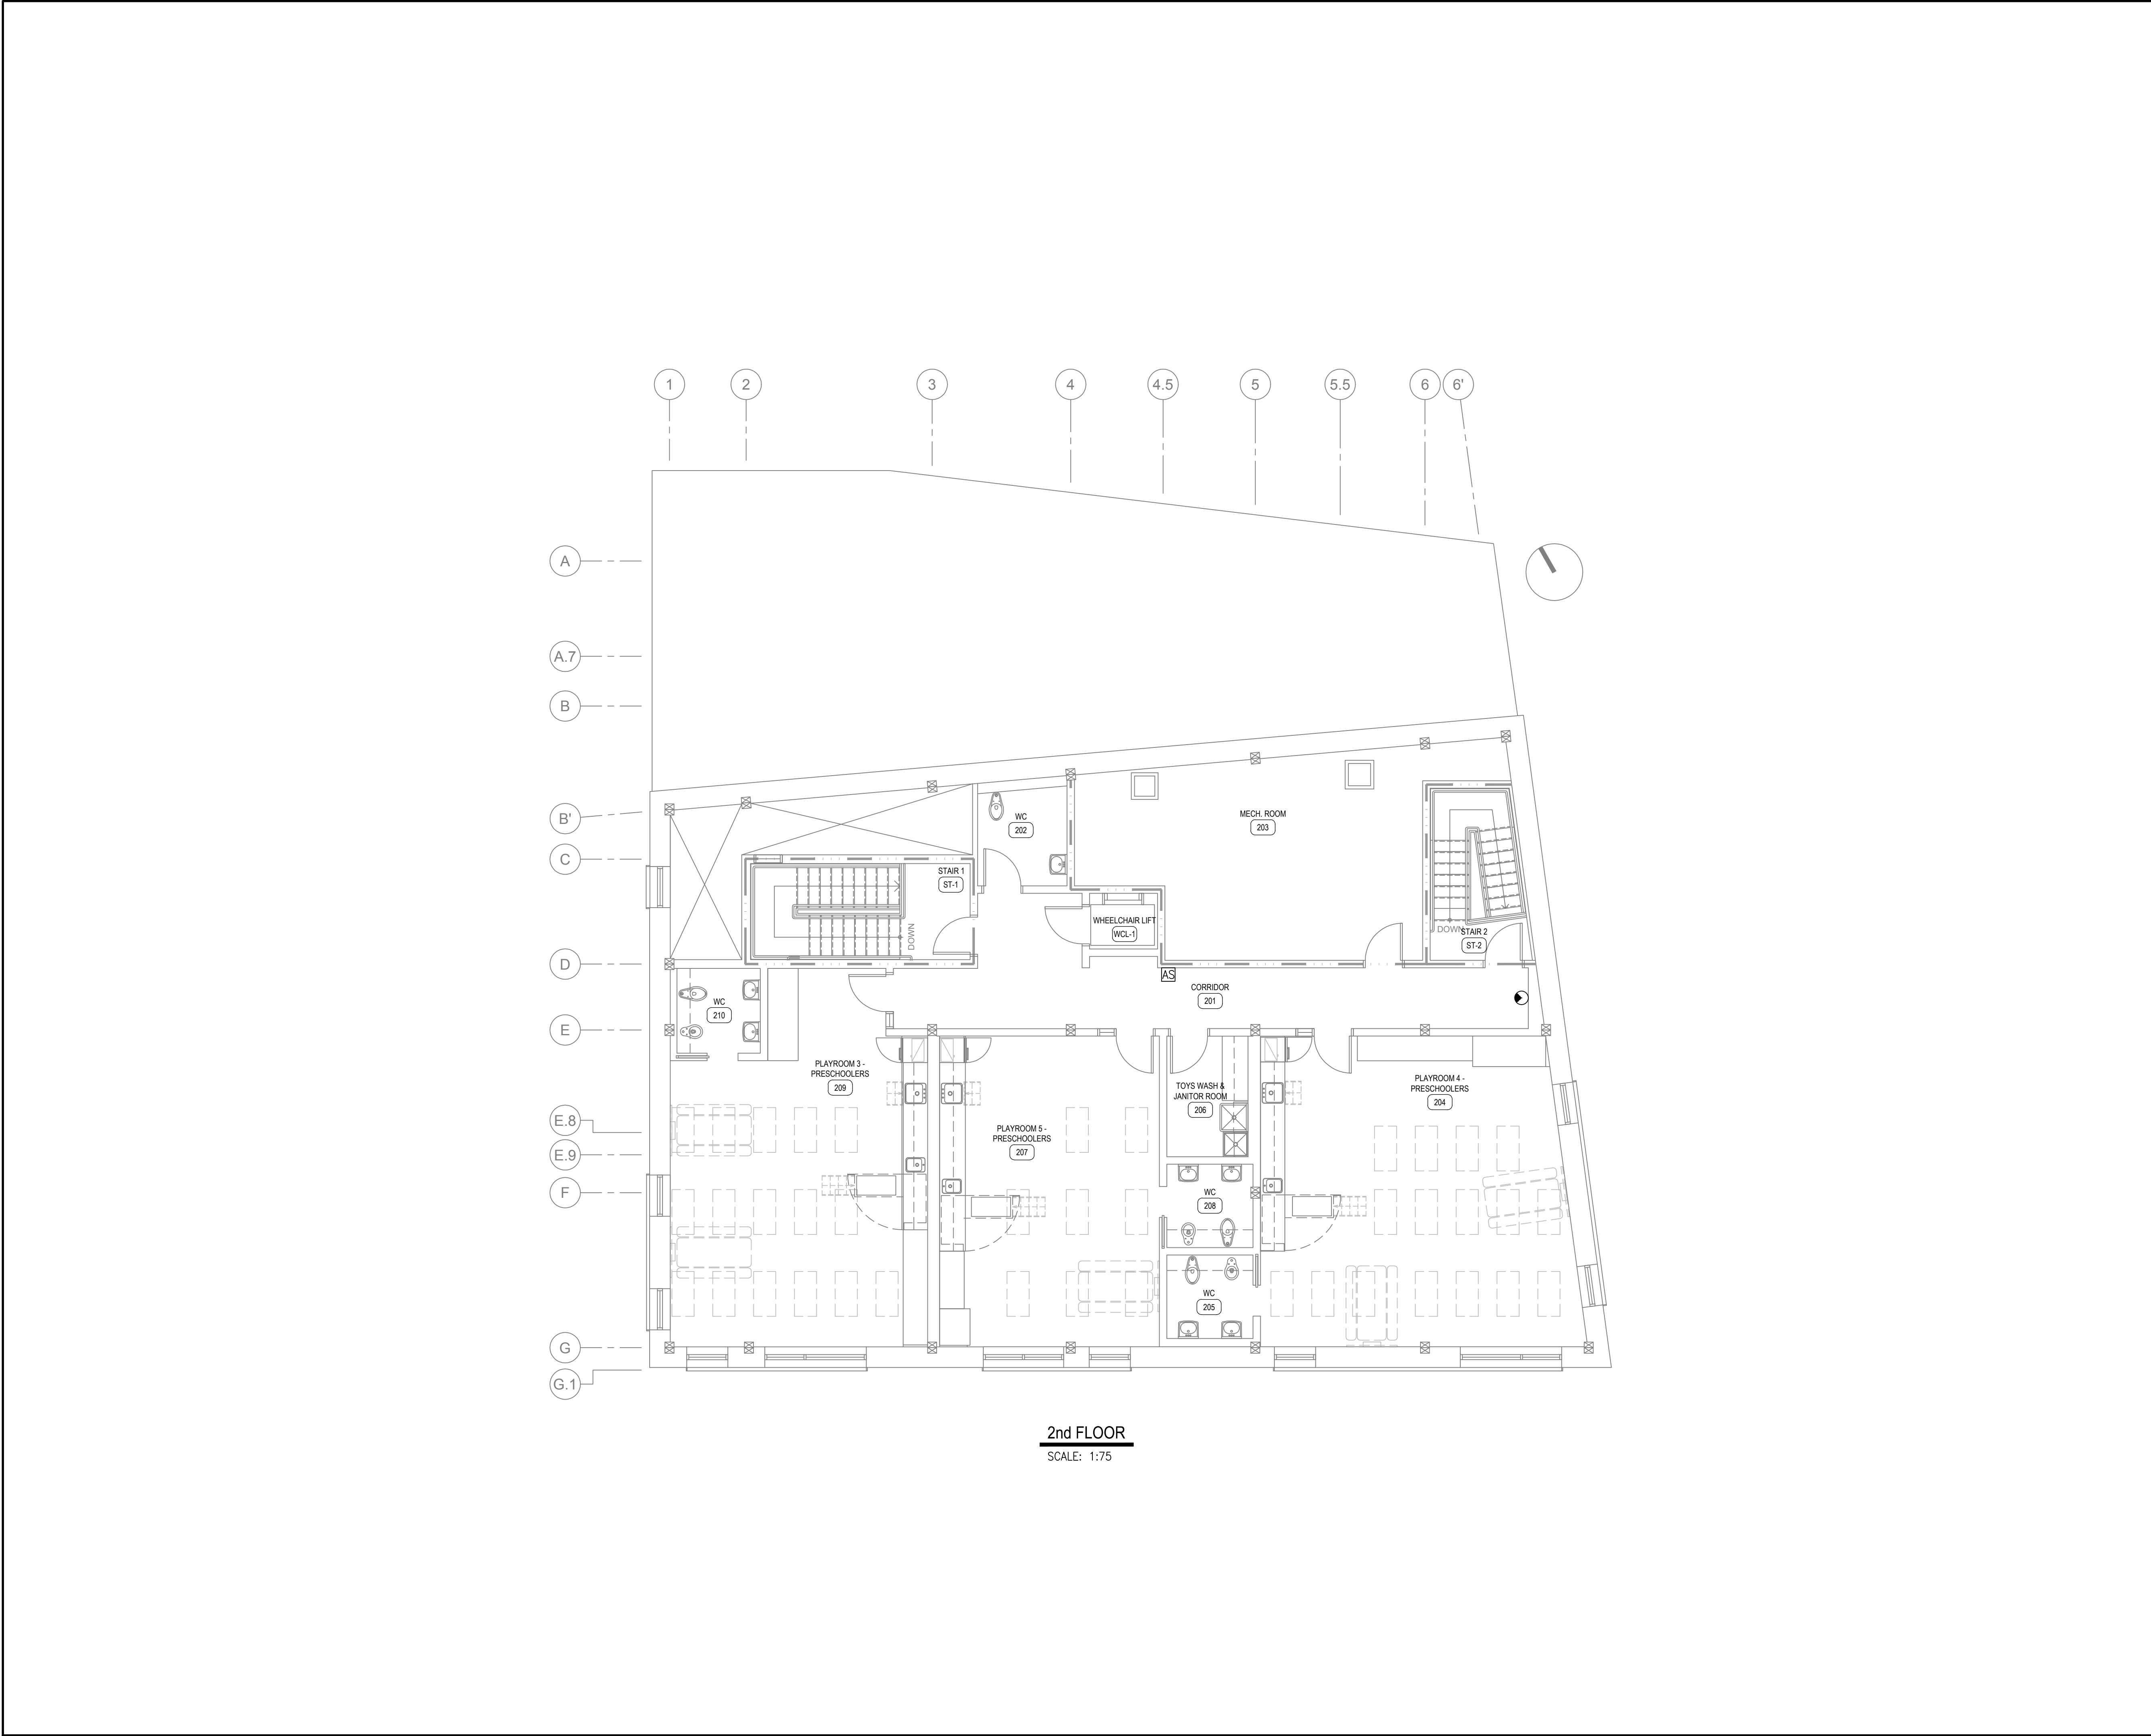 1 2 3 4 4.5 5 5.5 6 6'
A
A.7
B
B'
C
D
E
E.8
E.9
F
G
G.1
WC
202
MECH. ROOM
203
STAIR 1
ST-1
DOWN
WHEELCHAIR LIFT
WCL-1
DOWN
STAIR 2
ST-2
AS
CORRIDOR
201
WC
210
PLAYROOM 3 -
PRESCHOOLERS
209
PLAYROOM 5 -
PRESCHOOLERS
207
TOYS WASH &
JANITOR ROOM
206
PLAYROOM 4 -
PRESCHOOLERS
204
WC
208
WC
205
2nd FLOOR
SCALE: 1:75